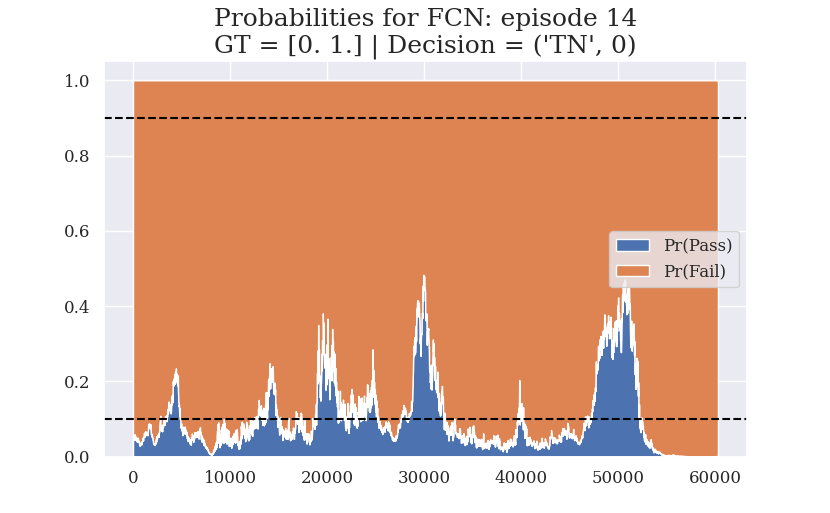 Probabilities for FCN: episode 14
GT = [0. 1.] | Decision = ('TN', 0)
1.0
0.8
0.6
0.4
0.2
0.0
Pr(Pass)
Pr(Fail)
0 10000 20000 30000 40000 50000 60000